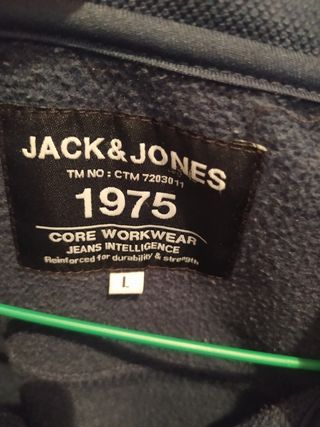 JACK&JONES
TM NO : CTM 7203011
1975
CORE WORKWEAR
JEANS INTELLIGENCE
Reinforced for durability & strength
L